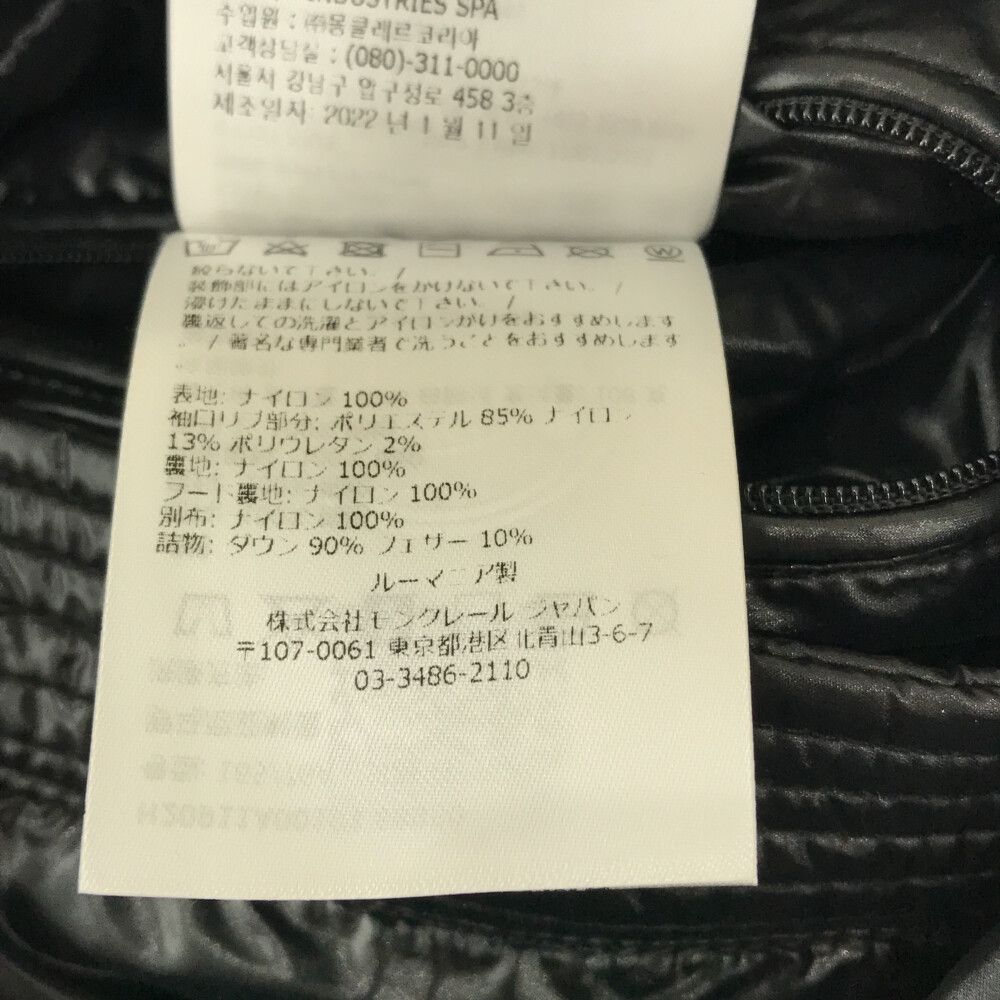 INDUSTRIES SPA
수입원 : ㈜몽클레르코리아
고객상담실 : (080)-311-0000
서울시 강남구 압구정로 458 3층
제조일자: 2022 년 1 월 11 일
絞らないで下さい。 /
装飾部にはアイロンをかけないで下さい。 /
浸けたままにしないで下さい。 /
裏返しての洗濯とアイロンがけをおすすめします
。 / 著名な専門業者で洗うことをおすすめします
。
表地: ナイロン 100%
袖口リブ部分: ポリエステル 85% ナイロン
13% ポリウレタン 2%
裏地: ナイロン 100%
フード裏地: ナイロン 100%
別布: ナイロン 100%
詰物: ダウン 90% フェザー 10%
ルーマニア製
株式会社 モンクレール ジャパン
〒107-0061 東京都港区 北青山3-6-7
03-3486-2110